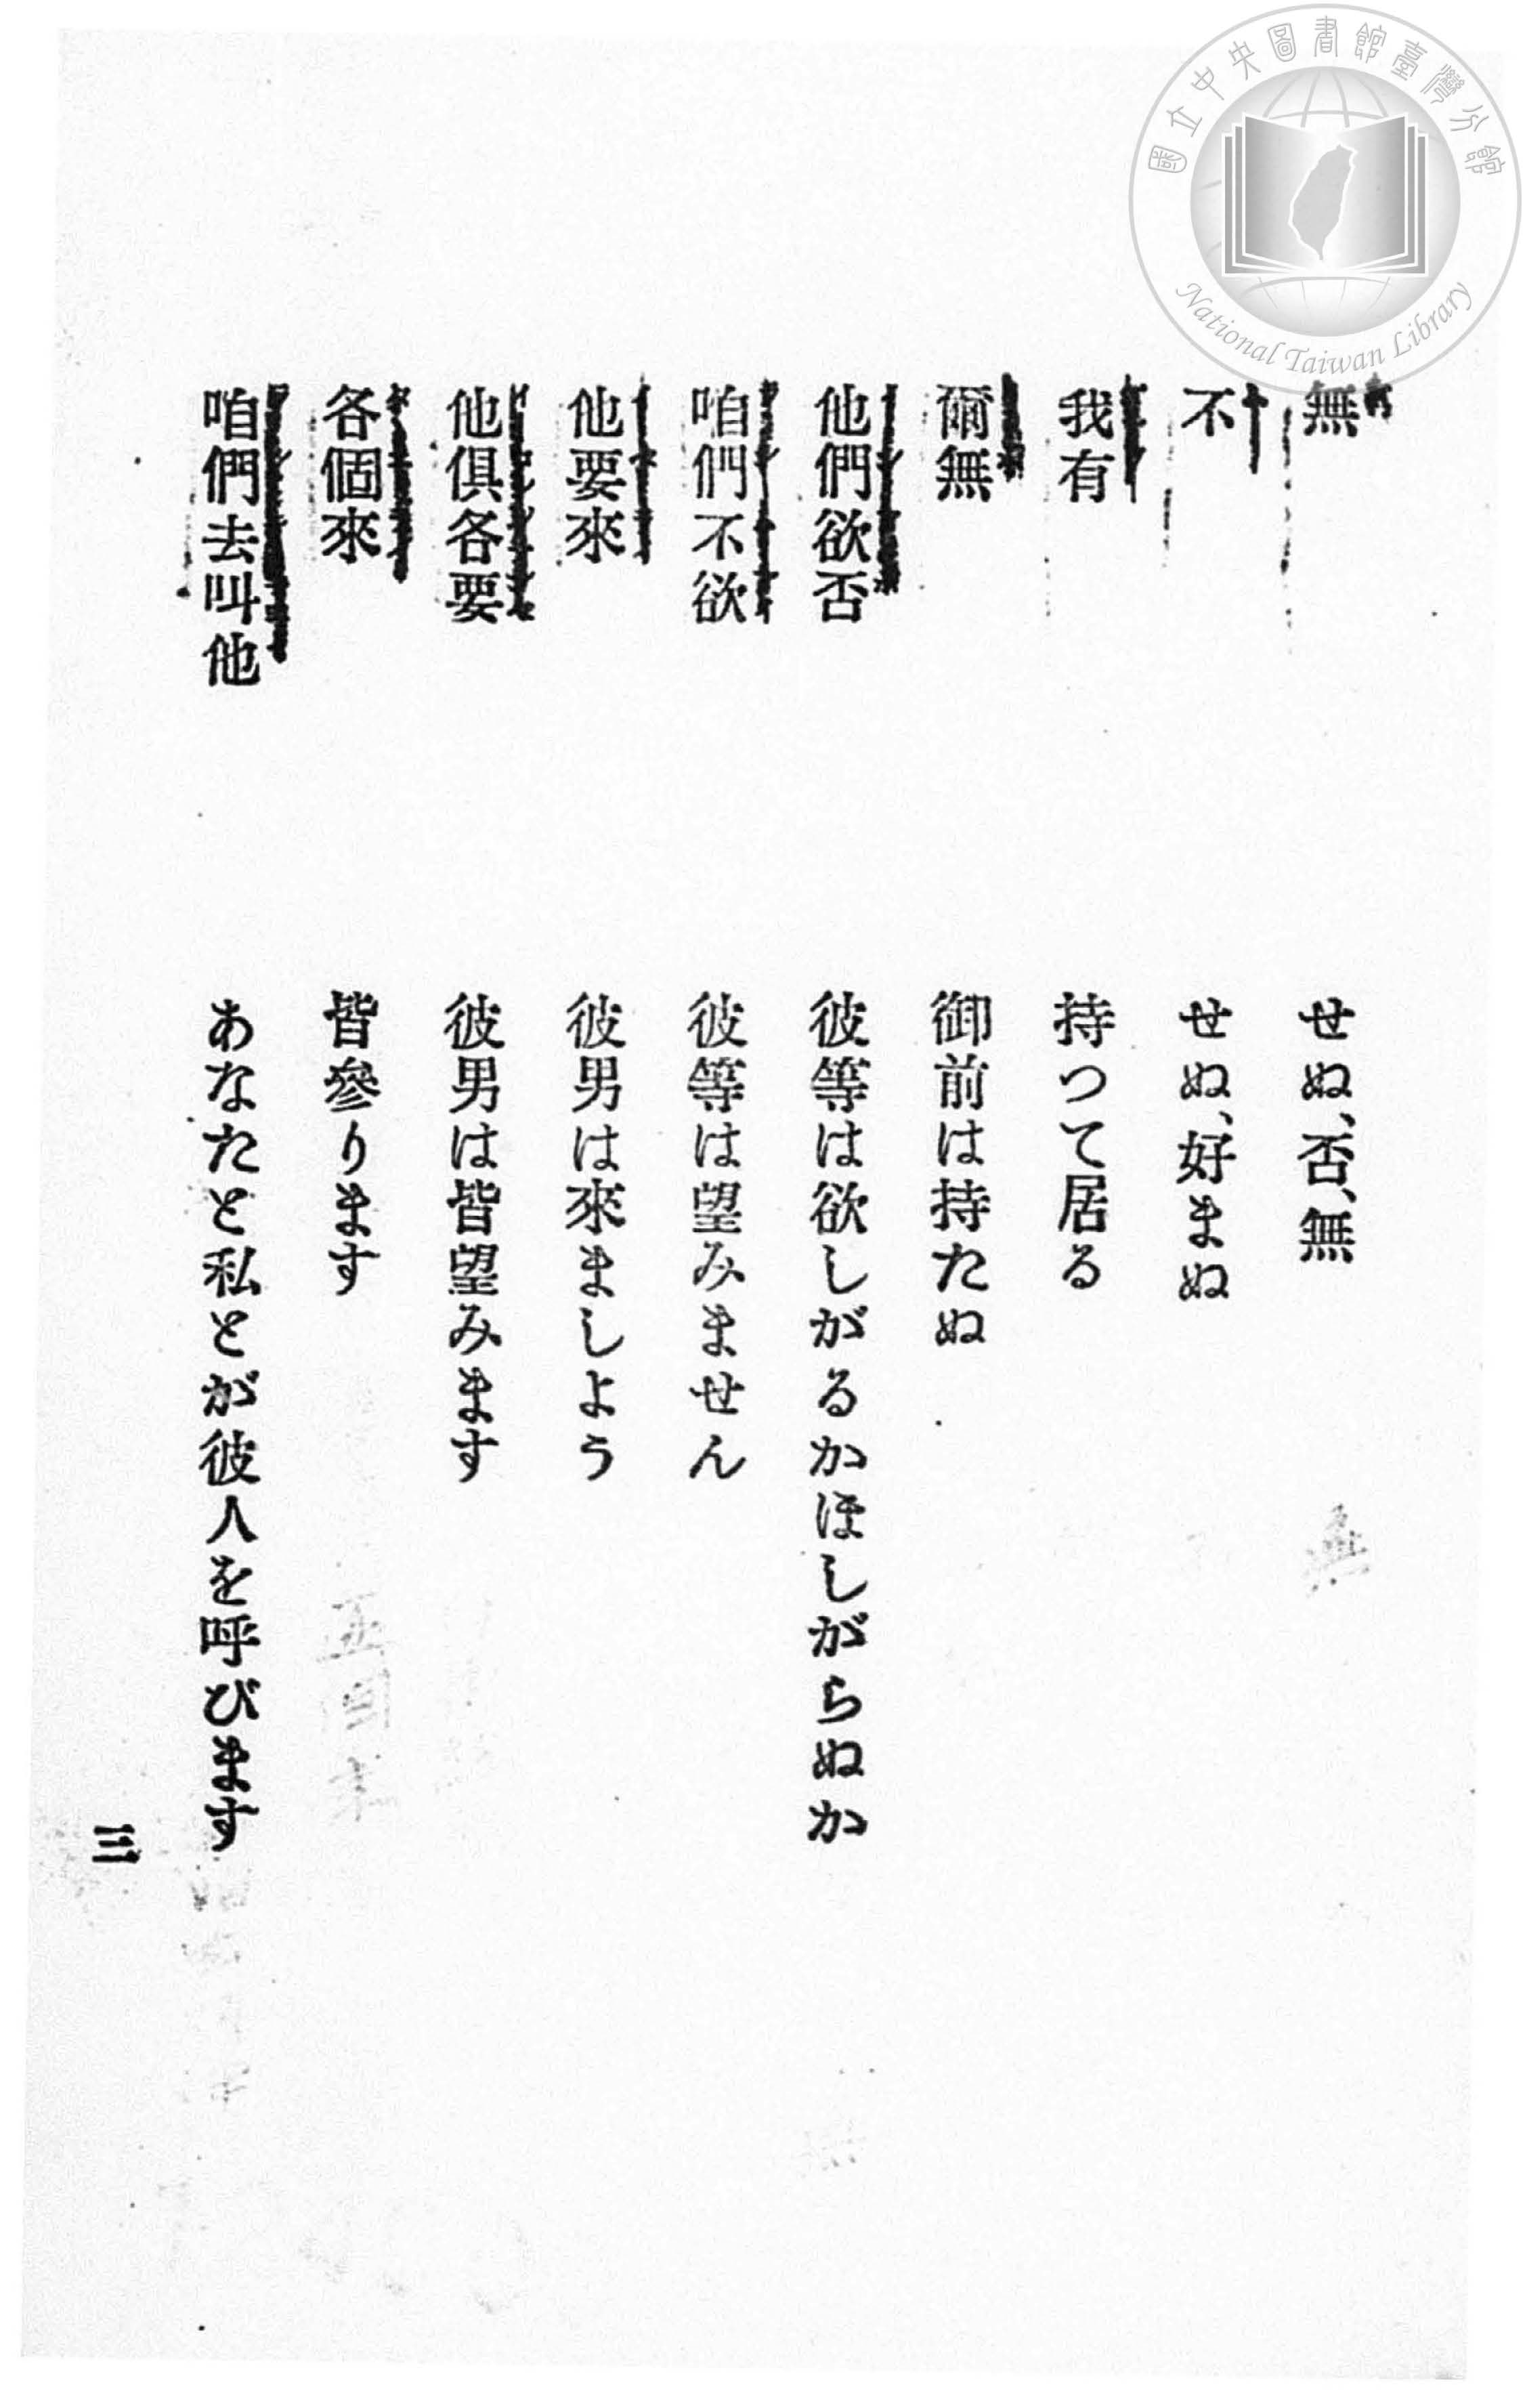 國立中央圖書館臺灣分館
National Taiwan Library
無 せぬ、否、無
不 せぬ、好まぬ
我有 持つて居る
爾無 御前は持たぬ
他們欲否 彼等は欲しがるかほしがらぬか
咱們不欲 彼等は望みません
他要來 彼男は來ましよう
他俱各要 彼男は皆望みます
各個來 皆參ります
咱們去叫他 あなたと私とが彼人を呼びます
三